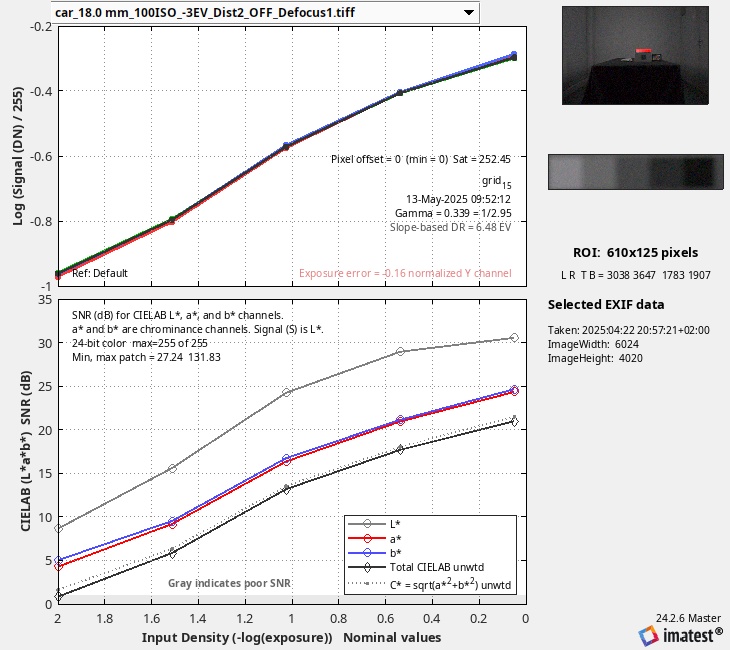 car_18.0 mm_100ISO_-3EV_Dist2_OFF_Defocus1.tiff
-0.2
-0.4
-0.6
-0.8
-1
Log (Signal (DN) / 255)
Pixel offset = 0 (min = 0) Sat = 252.45
grid15
13-May-2025 09:52:12
Gamma = 0.339 = 1/2.95
Slope-based DR = 6.48 EV
Ref: Default
Exposure error = -0.16 normalized Y channel
ROI: 610x125 pixels
L R T B = 3038 3647 1783 1907
Selected EXIF data
Taken: 2025:04:22 20:57:21+02:00
ImageWidth: 6024
ImageHeight: 4020
35
30
25
20
15
10
5
0
CIELAB (L*a*b*) SNR (dB)
SNR (dB) for CIELAB L*, a*, and b* channels.
a* and b* are chrominance channels. Signal (S) is L*.
24-bit color max=255 of 255
Min, max patch = 27.24 131.83
L*
a*
b*
Total CIELAB unwtd
C* = sqrt(a*2+b*2) unwtd
Gray indicates poor SNR
2 1.8 1.6 1.4 1.2 1 0.8 0.6 0.4 0.2 0
Input Density (-log(exposure)) Nominal values
24.2.6 Master
imatest®